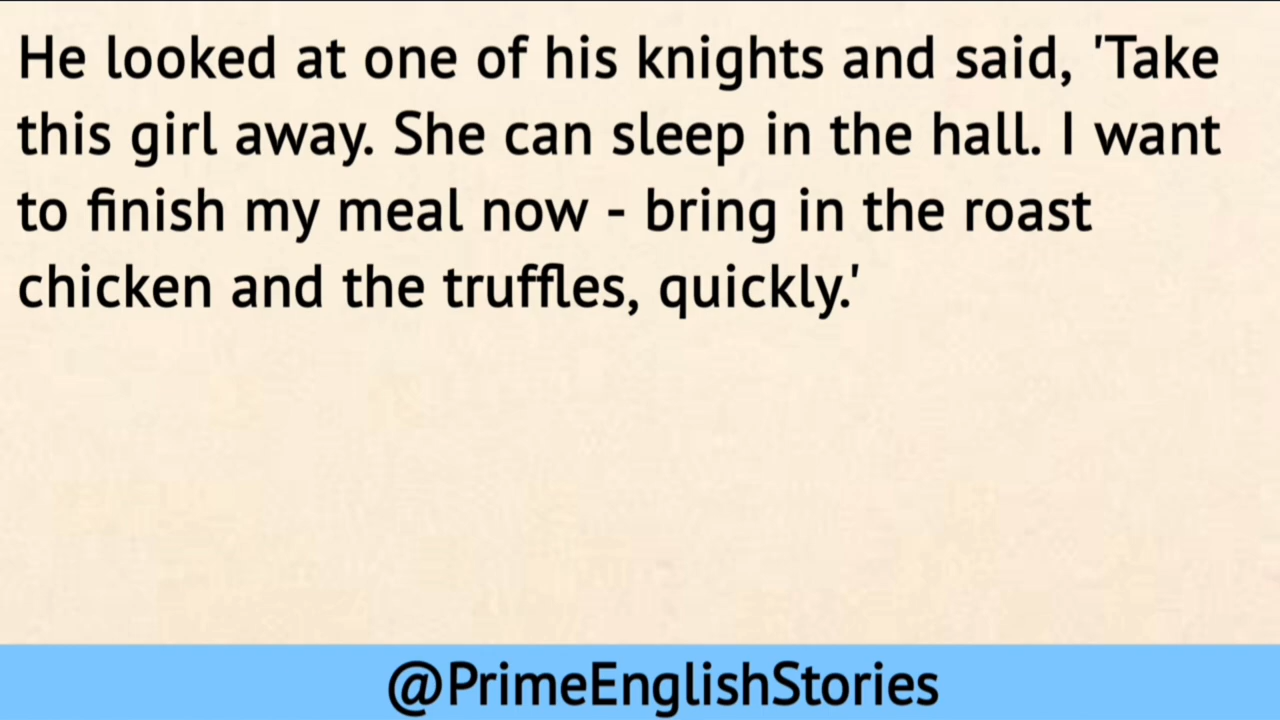 He looked at one of his knights and said, 'Take
this girl away. She can sleep in the hall. I want
to finish my meal now - bring in the roast
chicken and the truffles, quickly.'
@PrimeEnglishStories